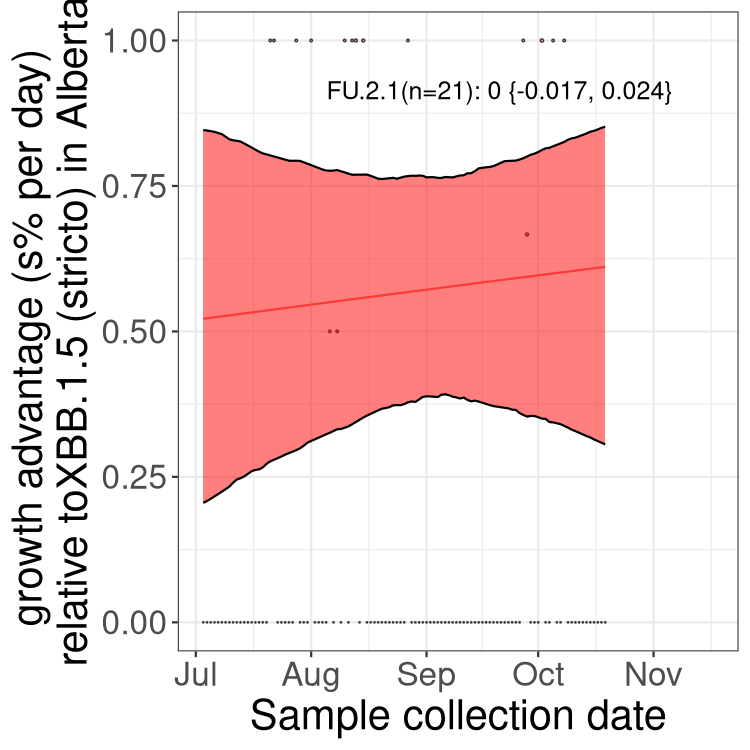 growth advantage (s% per day)
relative toXBB.1.5 (stricto) in Alberta
1.00
0.75
0.50
0.25
0.00
FU.2.1(n=21): 0 {-0.017, 0.024}
Jul Aug Sep Oct Nov
Sample collection date